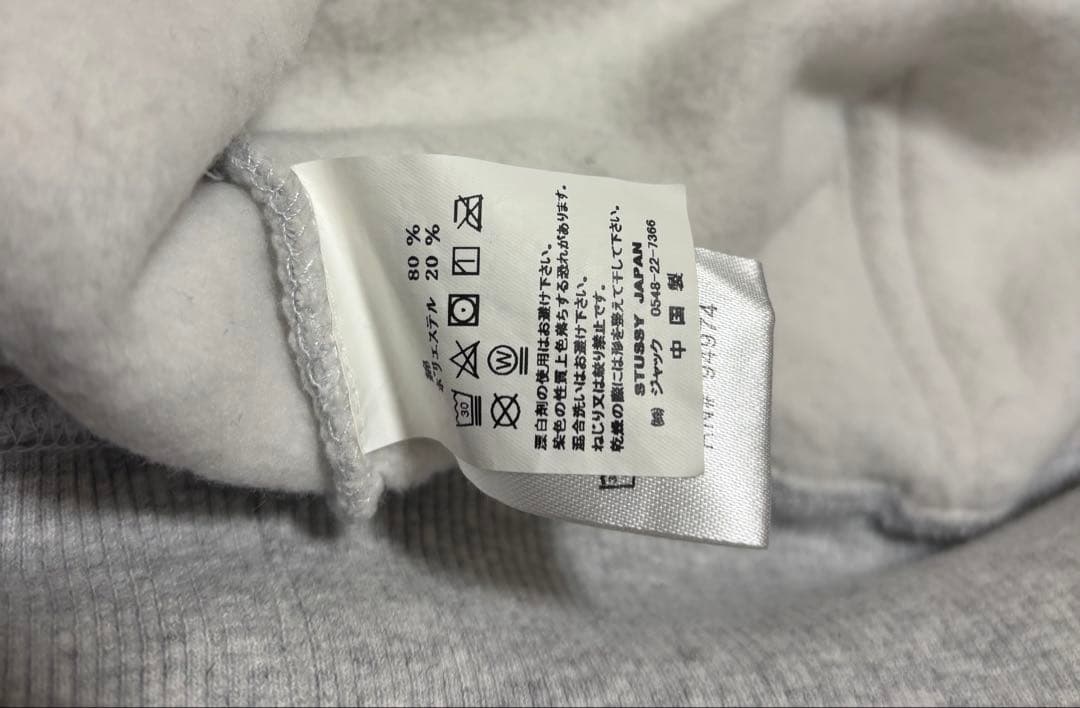 綿 80 %
ポリエステル 20 %
30
W
漂白剤の使用はお避け下さい。
染色の性質上色落ちする恐れがあります。
混合洗いはお避け下さい。
ねじり又は絞り禁止です。
乾燥の際には形を整えて干して下さい。
STUSSY JAPAN
㈱ ジャック 0548-22-7366
中国製
94974